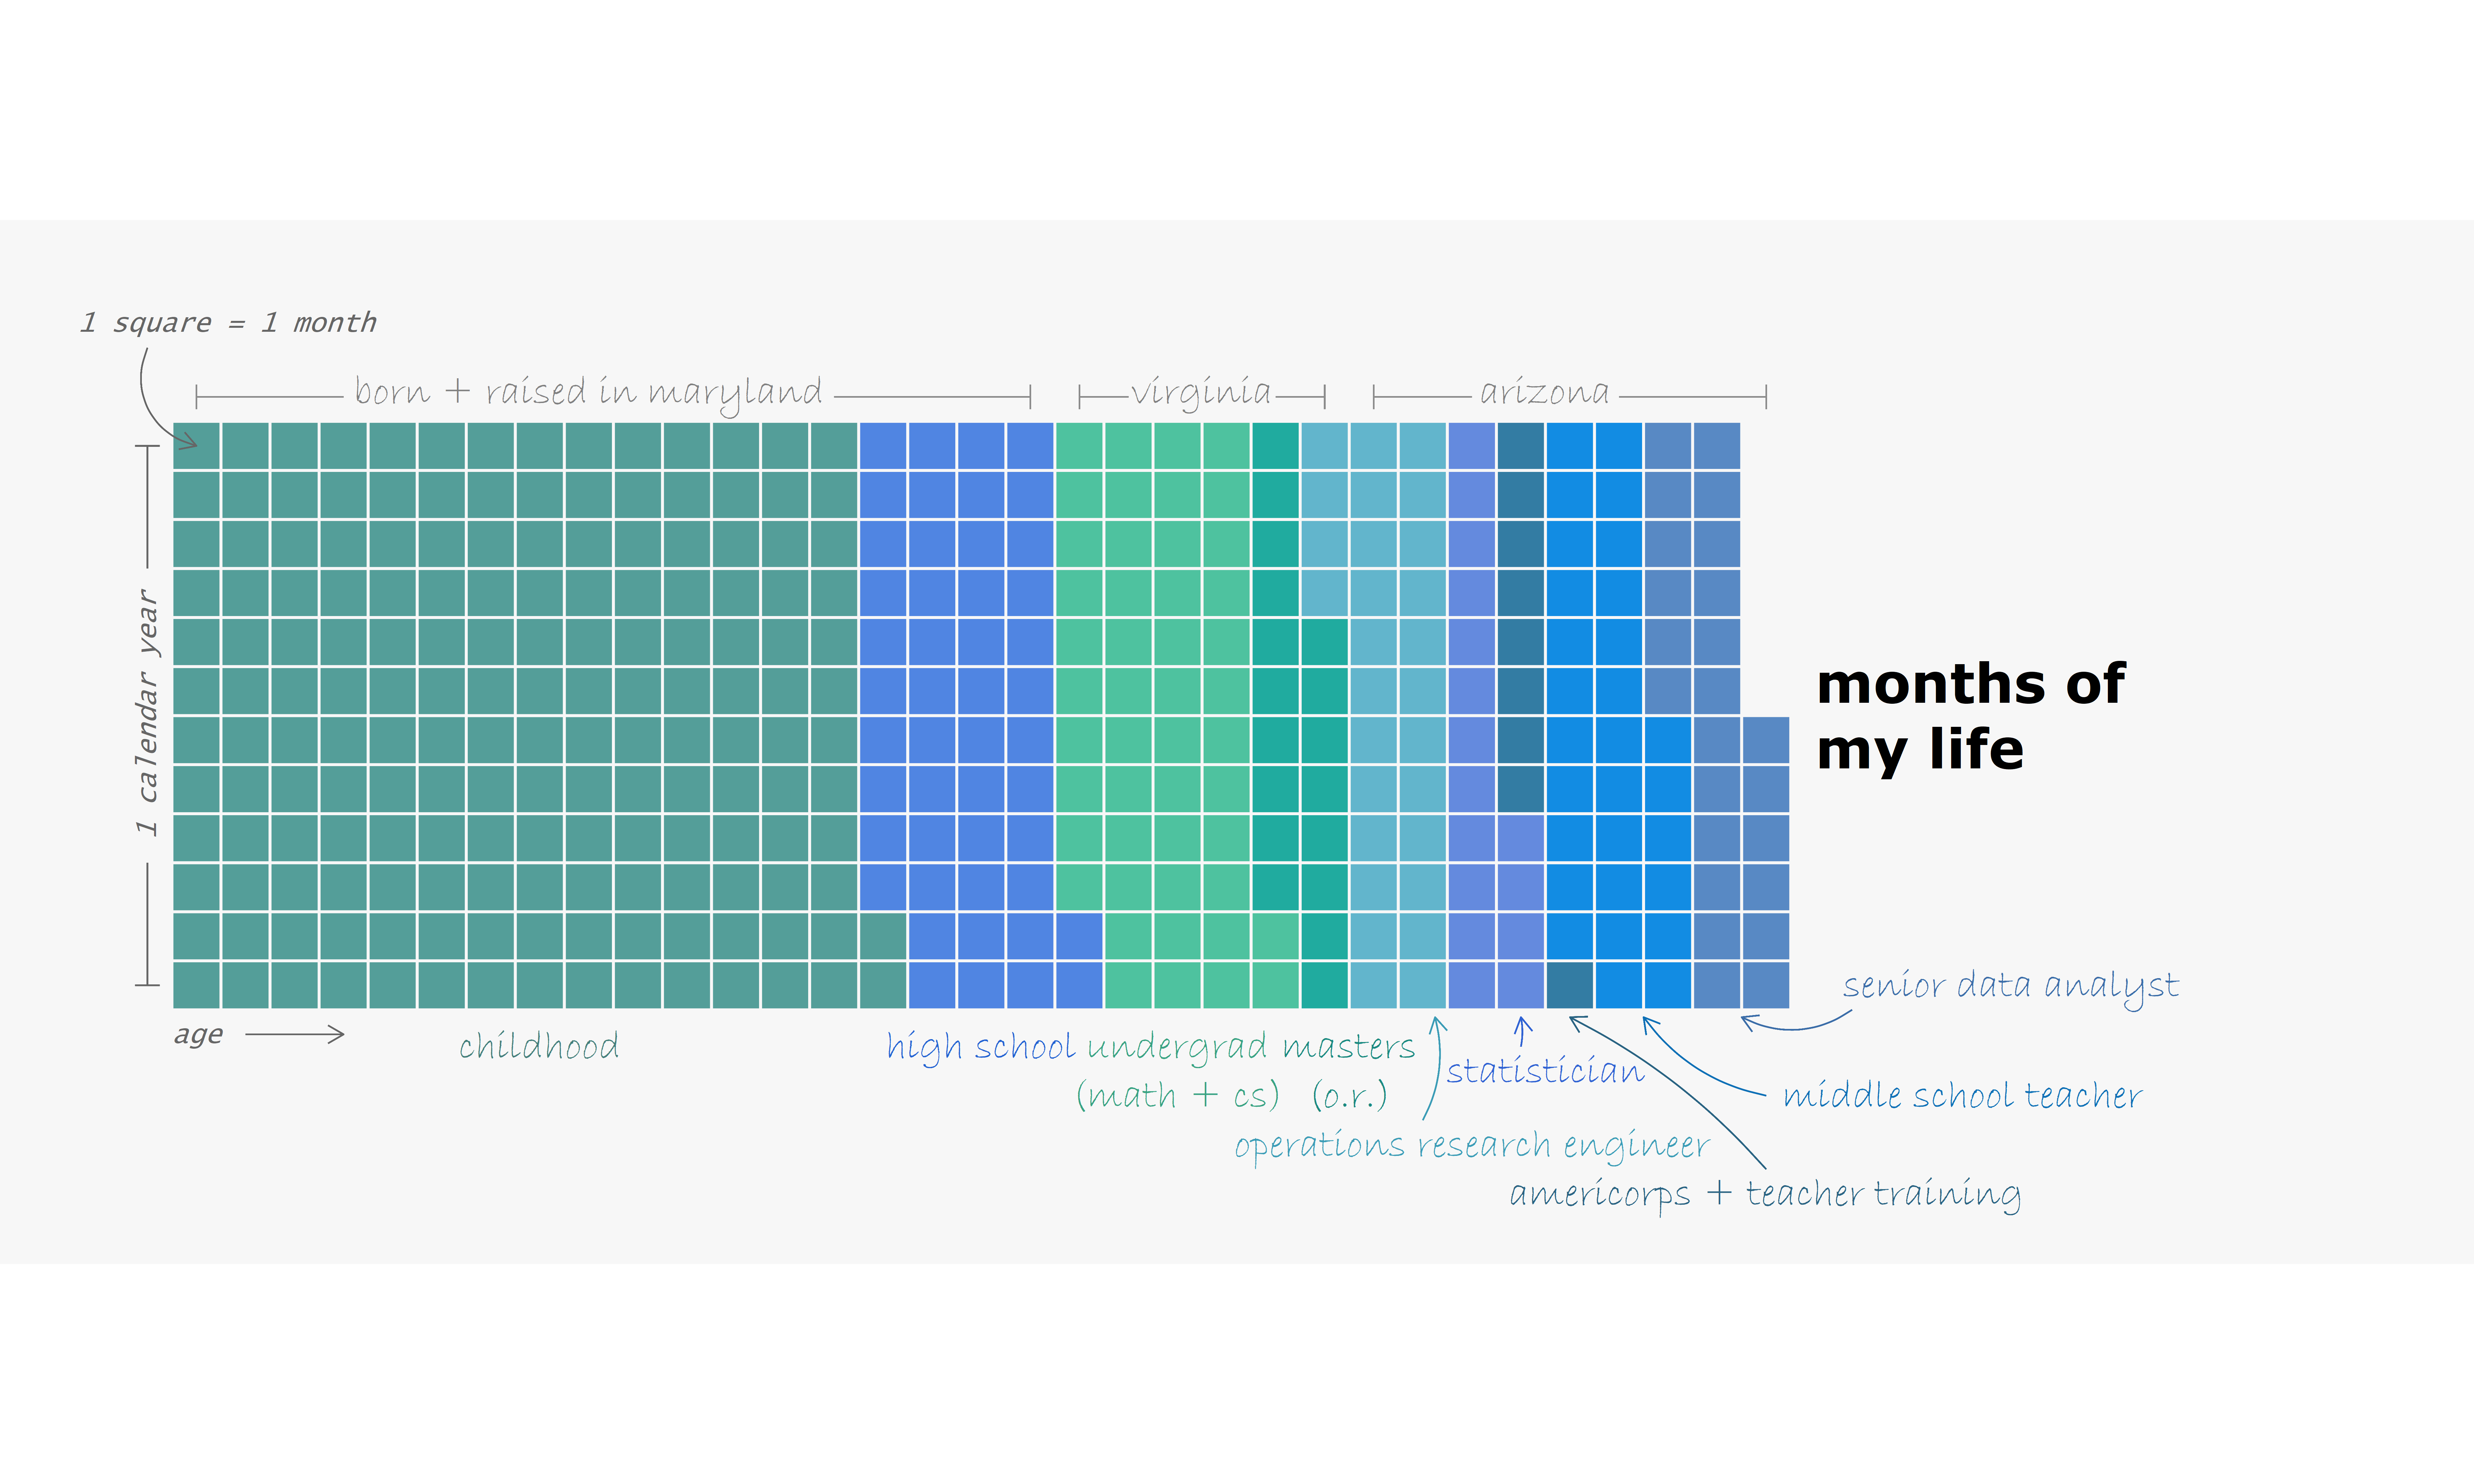 1 square = 1 month
born + raised in maryland
virginia
arizona
1 calendar year
months of
my life
age
childhood
high school
undergrad
(math + cs)
masters
(o.r.)
operations research engineer
statistician
americorps + teacher training
middle school teacher
senior data analyst